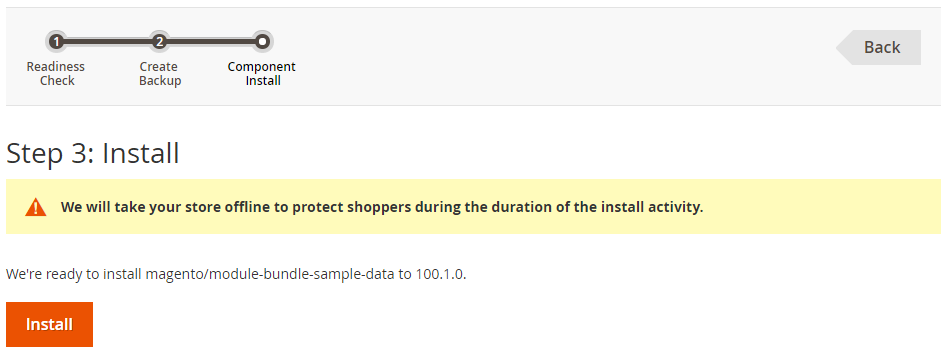 1 2
Readiness Create Component Back
Check Backup Install
Step 3: Install
We will take your store offline to protect shoppers during the duration of the install activity.
We're ready to install magento/module-bundle-sample-data to 100.1.0.
Install